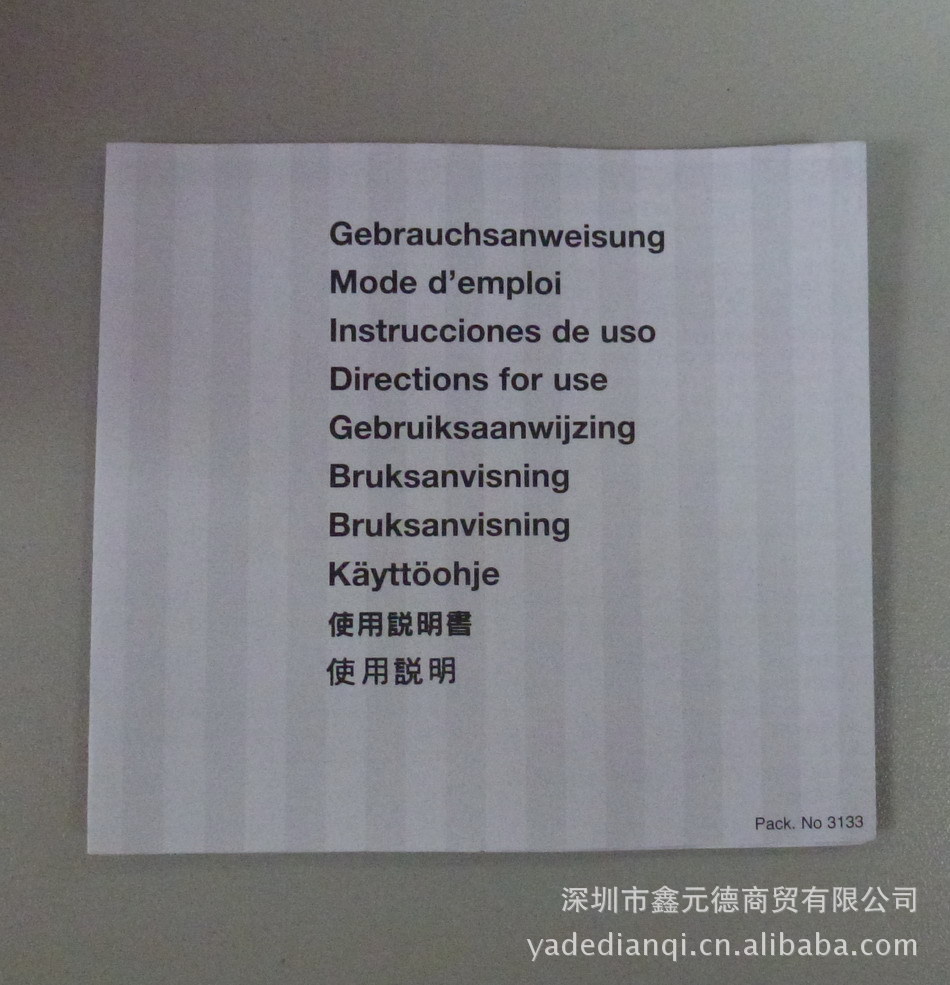 Gebrauchsanweisung
Mode d’emploi
Instrucciones de uso
Directions for use
Gebruiksaanwijzing
Bruksanvisning
Bruksanvisning
Käyttöohje
使用説明書
使用説明
Pack. No 3133
深圳市鑫元德商贸有限公司
yadedianqi.cn.alibaba.com